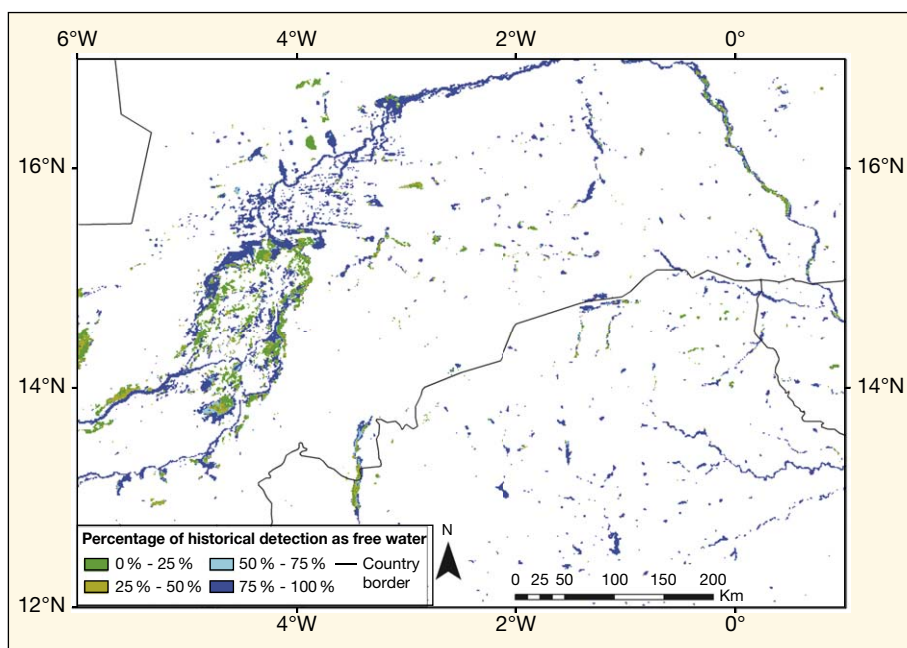 6°W 4°W 2°W 0°
16°N 16°N
14°N 14°N
N
Percentage of historical detection as free water
0 % - 25 % 50 % - 75 % Country border
25 % - 50 % 75 % - 100 %
0 25 50 100 150 200
Km
12°N 12°N
4°W 2°W 0°